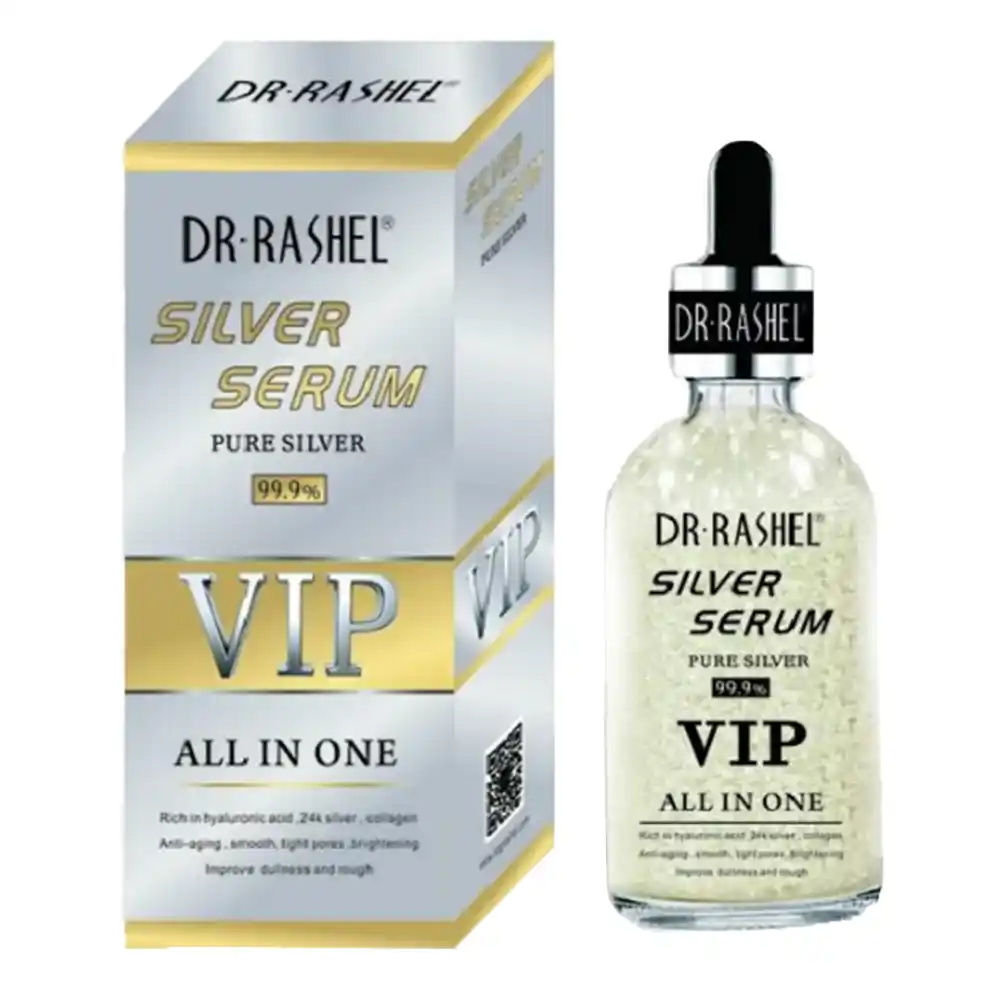 DR·RASHEL®
DR·RASHEL®
SILVER
SERUM
PURE SILVER
99.9%
VIP
ALL IN ONE
Rich in hyaluronic acid ,24k silver , collagen
Anti-aging , smooth, tight pores ,brightening
Improve dullness and rough
SILVER
SERUM
PURE SILVER
VIP
DR·RASHEL®
DR·RASHEL®
SILVER
SERUM
PURE SILVER
99.9%
VIP
ALL IN ONE
Rich in hyaluronic acid ,24k silver , collagen
Anti-aging , smooth, tight pores ,brightening
Improve dullness and rough